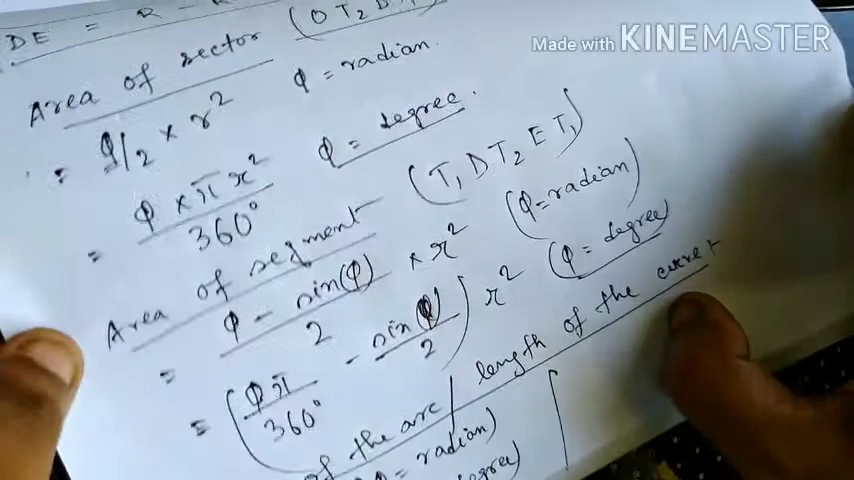 Made with KINEMASTER
DE = R -
Area of sector (OT₂D
= φ/2 × r² φ = radian.
= φ × π r² / 360° φ = degree.
Area of segment (T₁ D T₂ E T₁)
= φ - sin(φ) / 2 × r² (φ = radian)
= (φπ / 360° - sin(φ) / 2) r² (φ = degree)
of the arc / length of the curve
= radian)
degree)